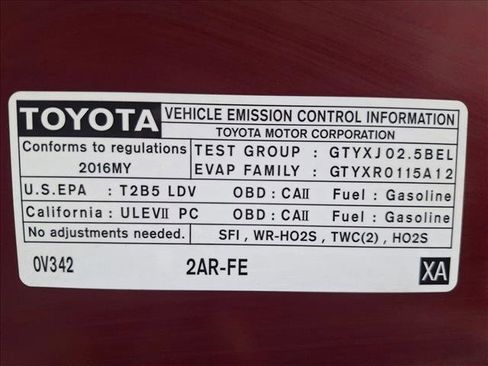 TOYOTA VEHICLE EMISSION CONTROL INFORMATION
TOYOTA MOTOR CORPORATION
Conforms to regulations
2016MY
TEST GROUP : GTYXJ02.5BEL
EVAP FAMILY : GTYXR0115A12
U.S.EPA : T2B5 LDV OBD : CAII Fuel : Gasoline
California : ULEVII PC OBD : CAII Fuel : Gasoline
No adjustments needed. SFI , WR-HO2S , TWC(2) , HO2S
0V342 2AR-FE XA